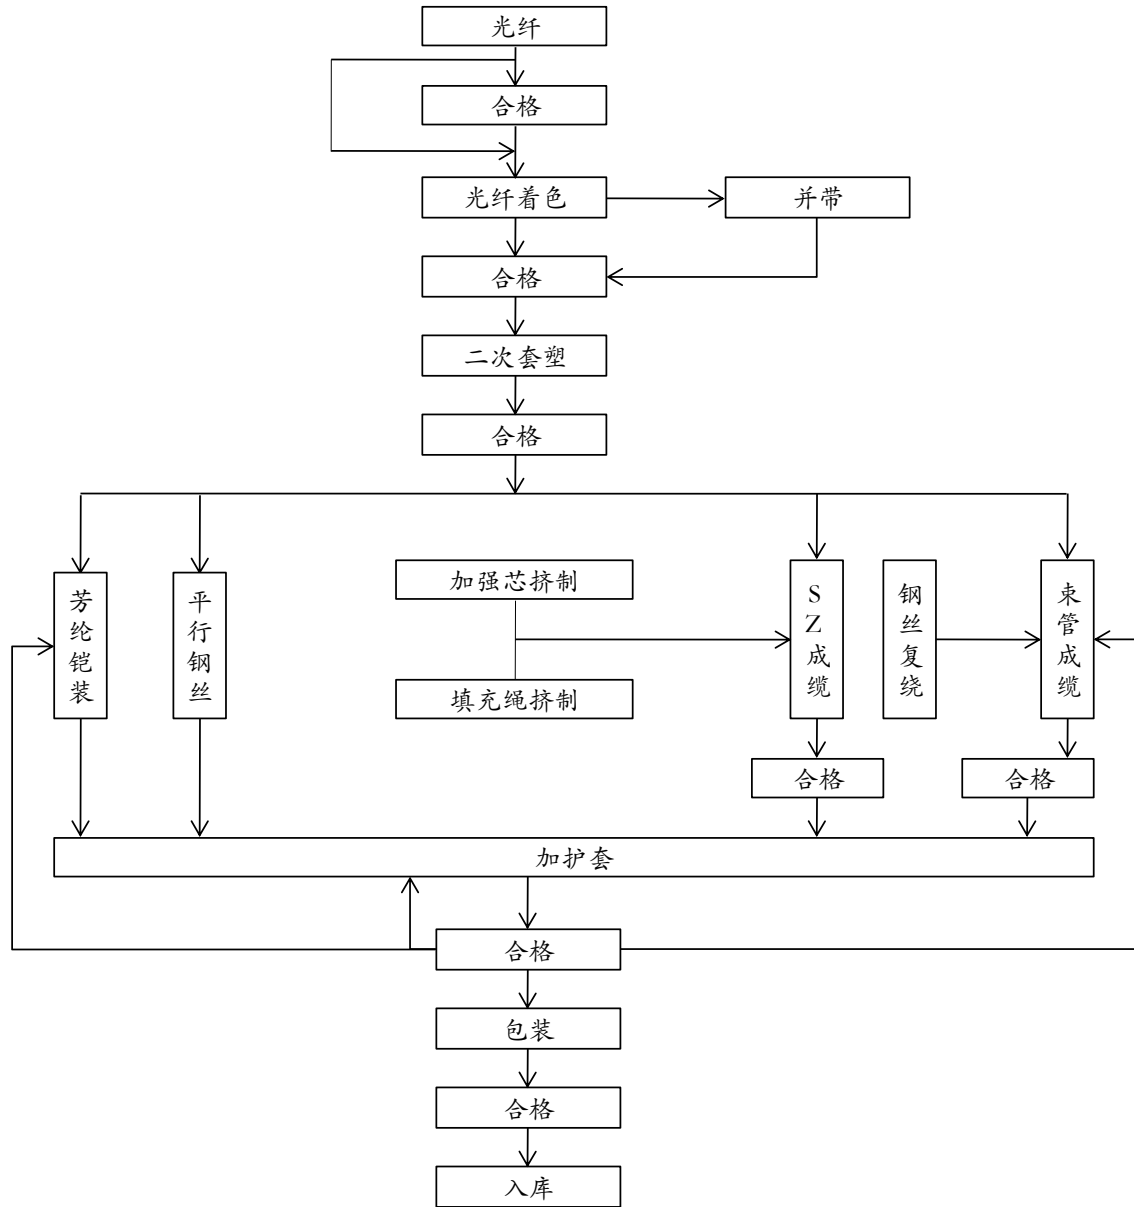 光纤
合格
光纤着色
并带
合格
二次套塑
合格
芳纶铠装
平行钢丝
加强芯挤制
填充绳挤制
SZ成缆
钢丝复绕
束管成缆
合格
合格
加护套
合格
包装
合格
入库